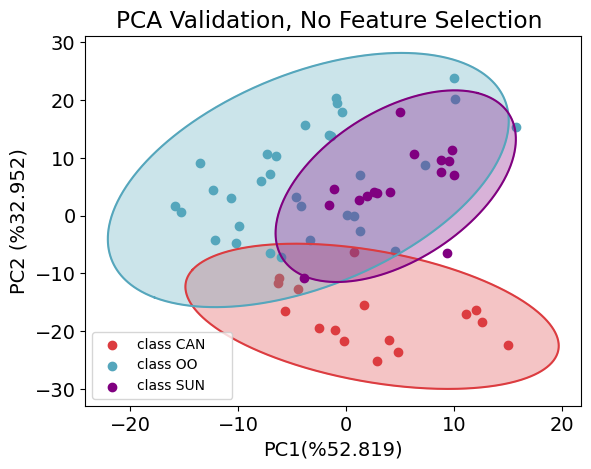 PCA Validation, No Feature Selection
30
20
10
0
−10
−20
−30
PC2 (%32.952)
class CAN
class OO
class SUN
−20
−10
0
10
20
PC1(%52.819)